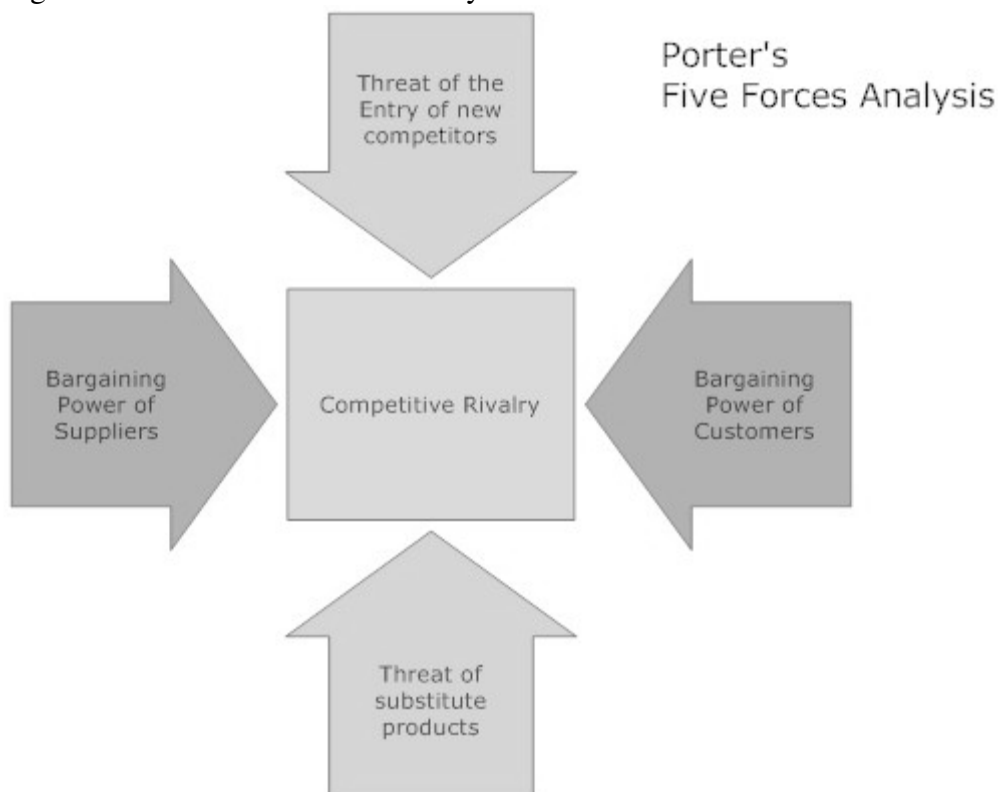 Porter's
Five Forces Analysis
Threat of the
Entry of new
competitors
Bargaining
Power of
Suppliers
Competitive Rivalry
Bargaining
Power of
Customers
Threat of
substitute
products